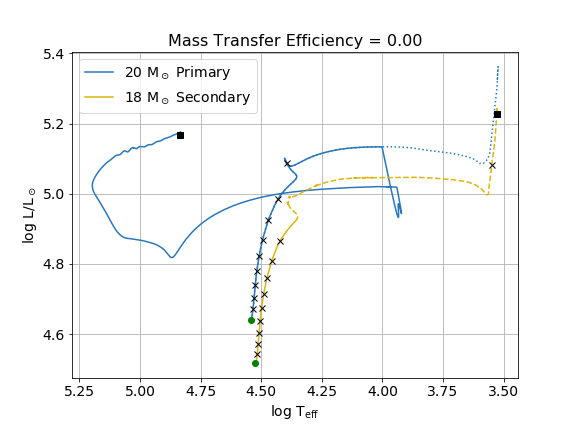 Mass Transfer Efficiency = 0.00
20 M⊙ Primary
18 M⊙ Secondary
log L/L⊙
5.4
5.2
5.0
4.8
4.6
5.25 5.00 4.75 4.50 4.25 4.00 3.75 3.50
log Teff